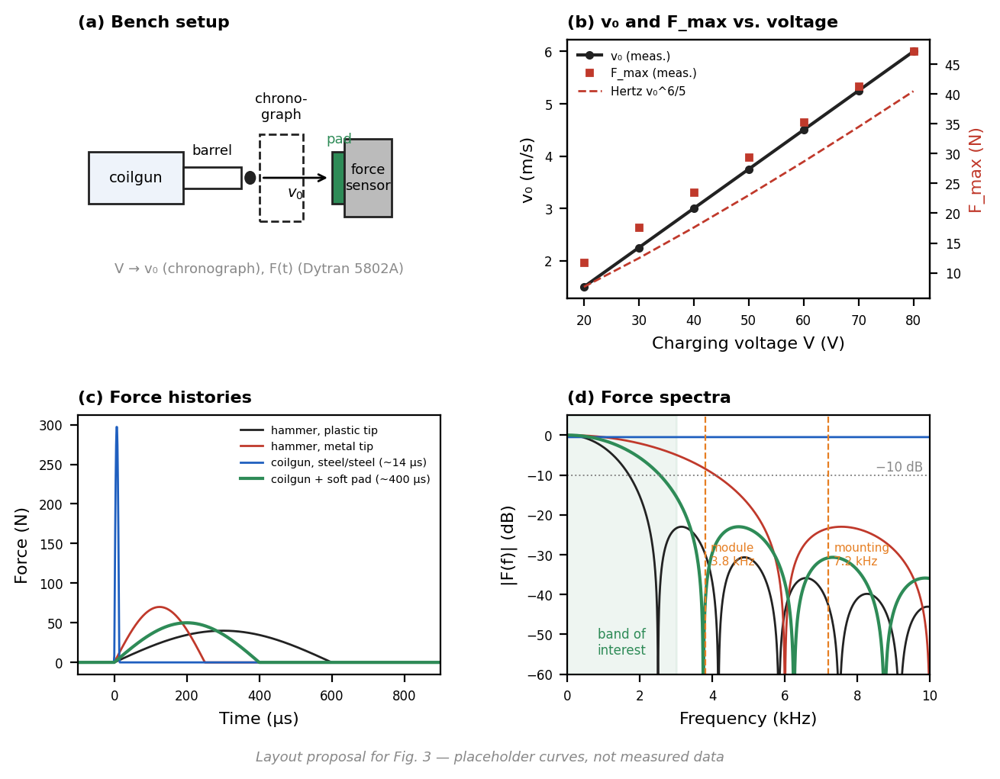 (a) Bench setup
chrono-
graph
barrel
pad
coilgun
force
sensor
v₀
V → v₀ (chronograph), F(t) (Dytran 5802A)
(b) v₀ and F_max vs. voltage
v₀ (meas.)
F_max (meas.)
Hertz v₀^6/5
v₀ (m/s)
6
5
4
3
2
45
40
35
30
25
20
15
10
F_max (N)
20 30 40 50 60 70 80
Charging voltage V (V)
(c) Force histories
hammer, plastic tip
hammer, metal tip
coilgun, steel/steel (~14 μs)
coilgun + soft pad (~400 μs)
Force (N)
300
250
200
150
100
50
0
0 200 400 600 800
Time (μs)
(d) Force spectra
|F(f)| (dB)
0
−10
−20
−30
−40
−50
−60
−10 dB
module
3.8 kHz
mounting
7.2 kHz
band of
interest
0 2 4 6 8 10
Frequency (kHz)
Layout proposal for Fig. 3 — placeholder curves, not measured data